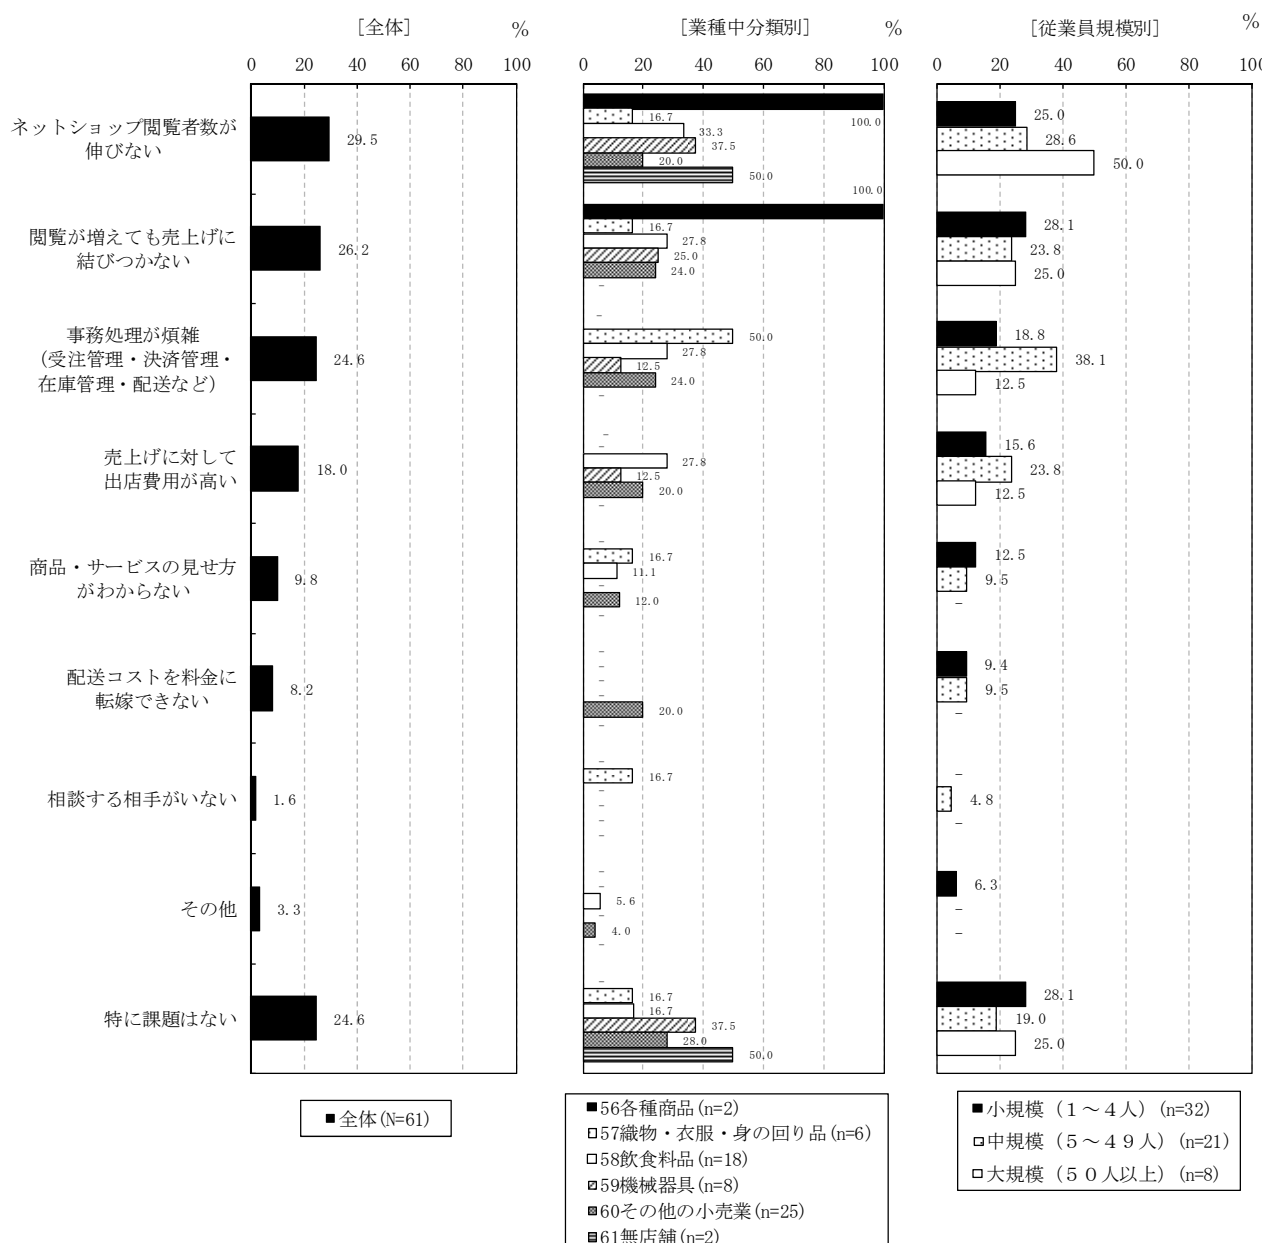 ［全体］
%
［業種中分類別］
%
［従業員規模別］
%
0 20 40 60 80 100
0 20 40 60 80 100
0 20 40 60 80 100
ネットショップ閲覧者数が
伸びない
29.5
100.0
16.7
33.3
37.5
20.0
50.0
25.0
28.6
50.0
閲覧が増えても売上げに
結びつかない
26.2
100.0
16.7
27.8
25.0
24.0
－
28.1
23.8
25.0
事務処理が煩雑
（受注管理・決済管理・
在庫管理・配送など）
24.6
－
50.0
27.8
12.5
24.0
－
18.8
38.1
12.5
売上げに対して
出店費用が高い
18.0
－
27.8
12.5
20.0
－
15.6
23.8
12.5
商品・サービスの見せ方
がわからない
9.8
－
16.7
11.1
－
12.0
－
12.5
9.5
－
配送コストを料金に
転嫁できない
8.2
－
－
－
－
20.0
－
9.4
9.5
－
相談する相手がいない
1.6
－
16.7
－
－
－
－
－
4.8
－
その他
3.3
－
－
5.6
－
4.0
－
6.3
－
－
特に課題はない
24.6
－
16.7
16.7
37.5
28.0
50.0
28.1
19.0
25.0
全体(N=61)
56各種商品(n=2)
57織物・衣服・身の回り品(n=6)
58飲食料品(n=18)
59機械器具(n=8)
60その他の小売業(n=25)
61無店舗(n=2)
小規模（１～４人）(n=32)
中規模（５～４９人）(n=21)
大規模（５０人以上）(n=8)